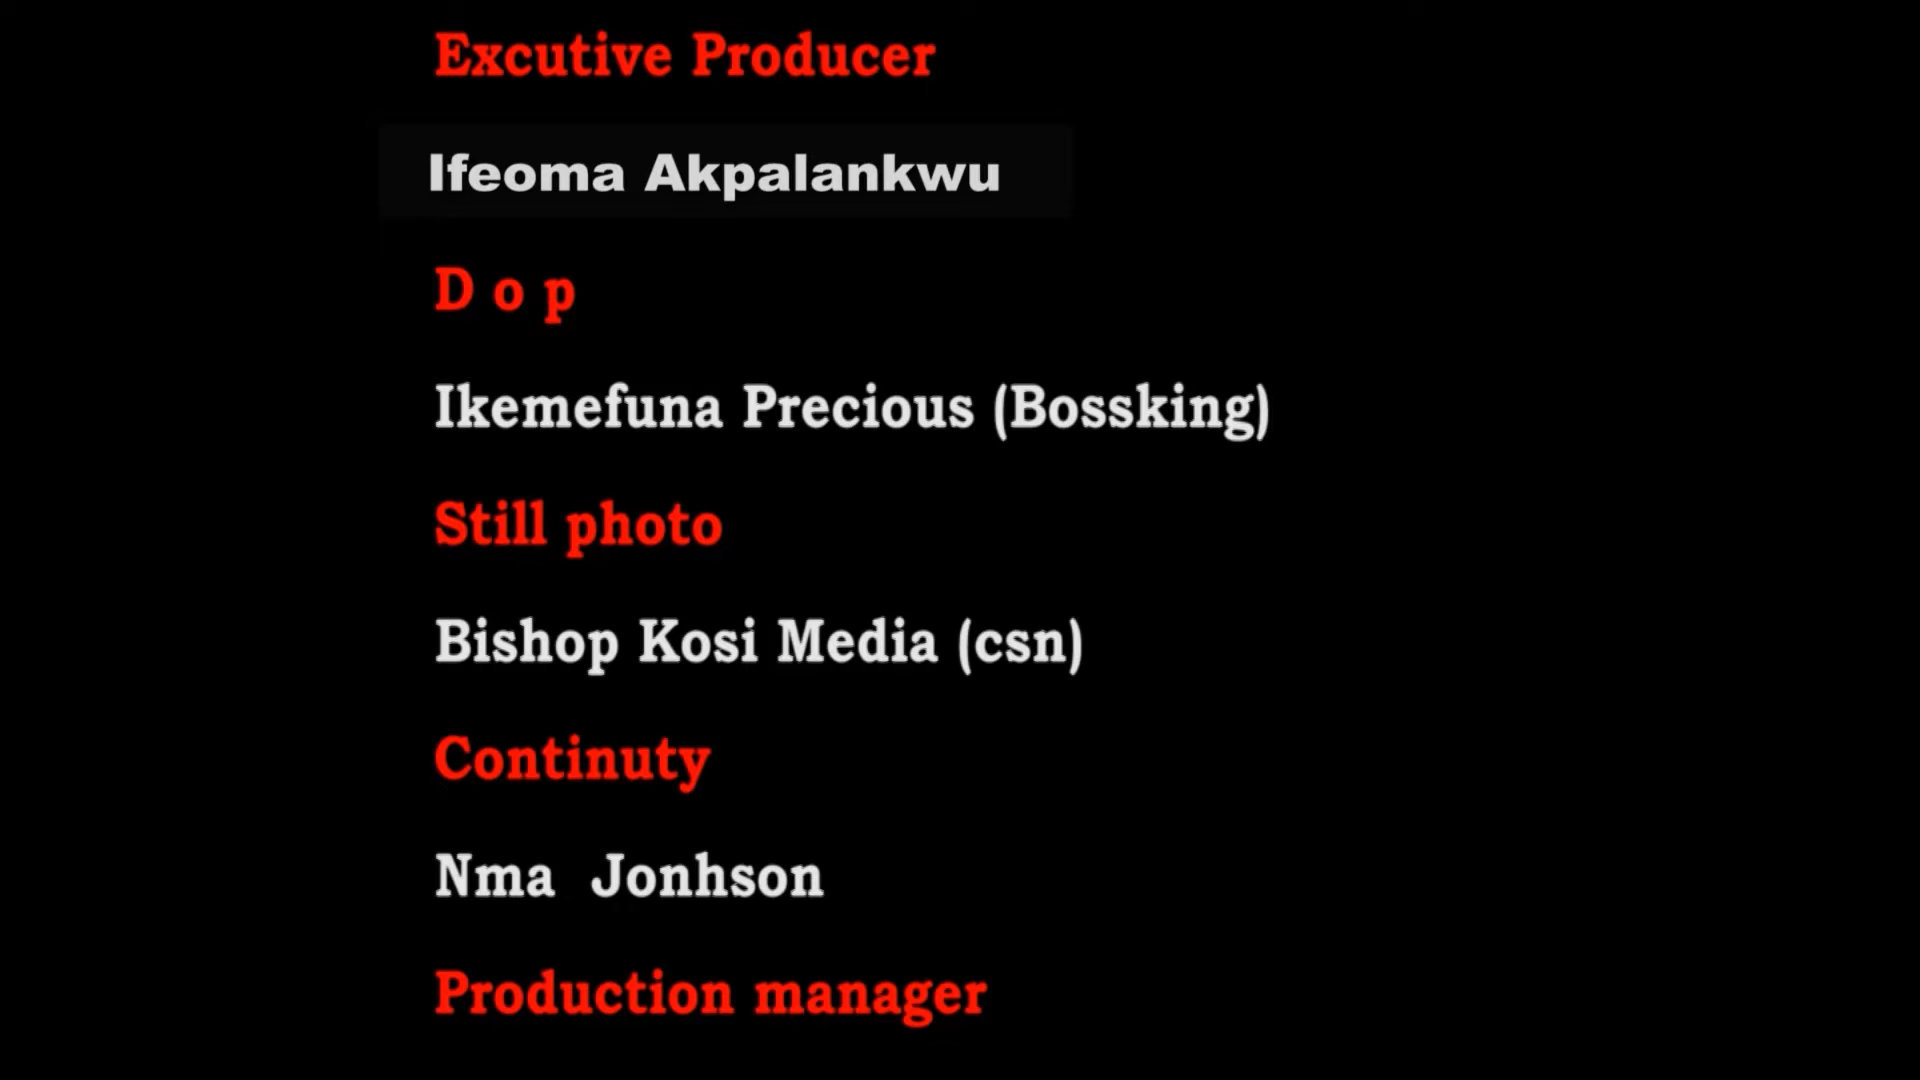 Excutive Producer
Ifeoma Akpalankwu
D o p
Ikemefuna Precious (Bossking)
Still photo
Bishop Kosi Media (csn)
Continuty
Nma  Jonhson
Production manager